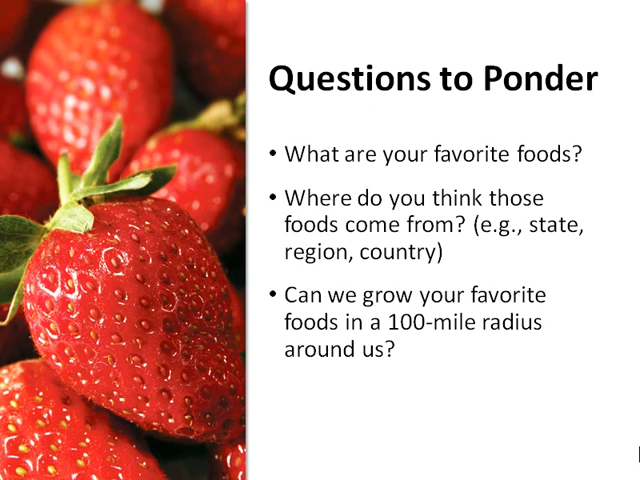 Questions to Ponder
• What are your favorite foods?
• Where do you think those
foods come from? (e.g., state,
region, country)
• Can we grow your favorite
foods in a 100-mile radius
around us?